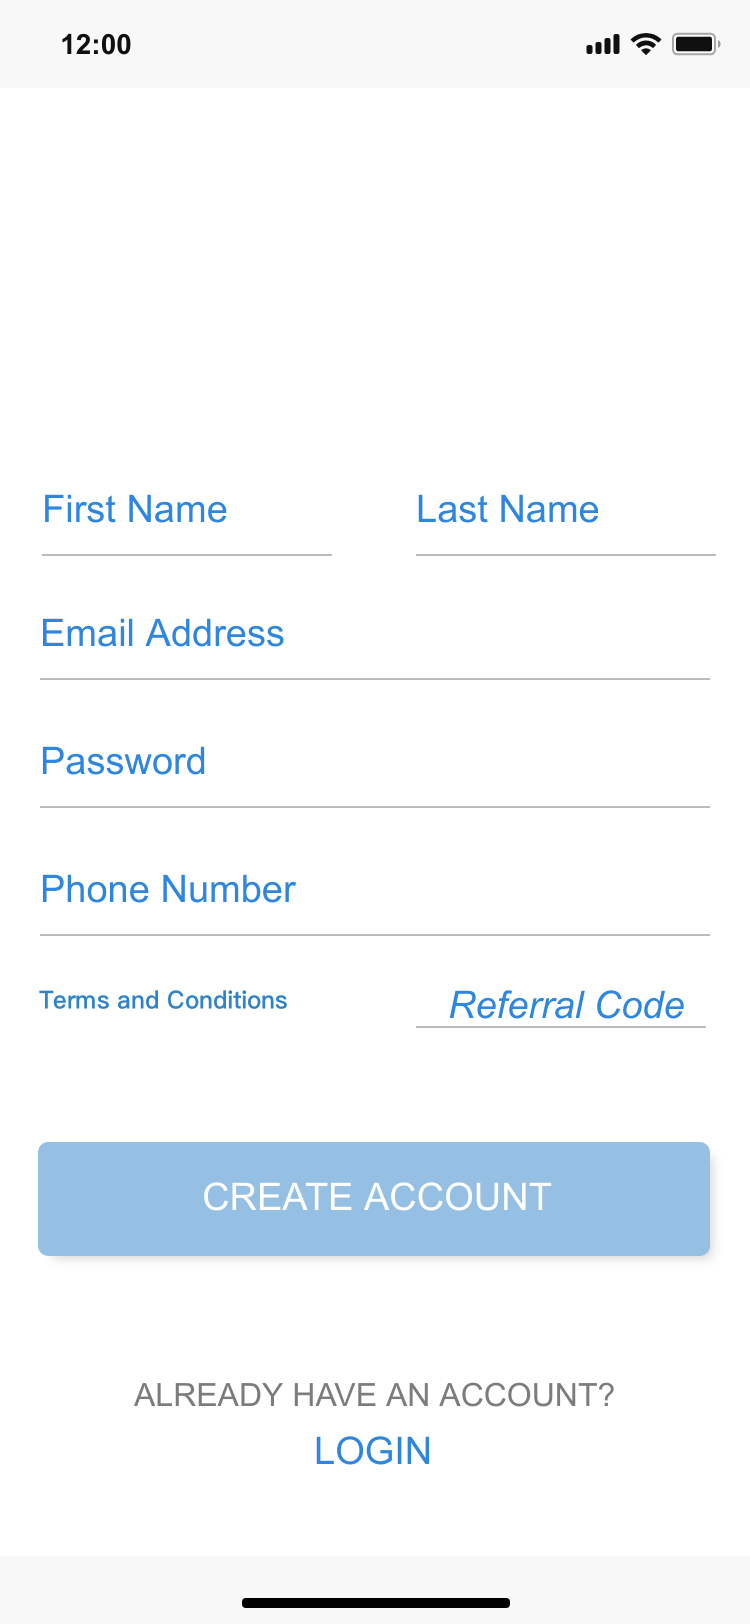 12:00
First Name Last Name
Email Address
Password
Phone Number
Terms and Conditions Referral Code
CREATE ACCOUNT
ALREADY HAVE AN ACCOUNT?
LOGIN